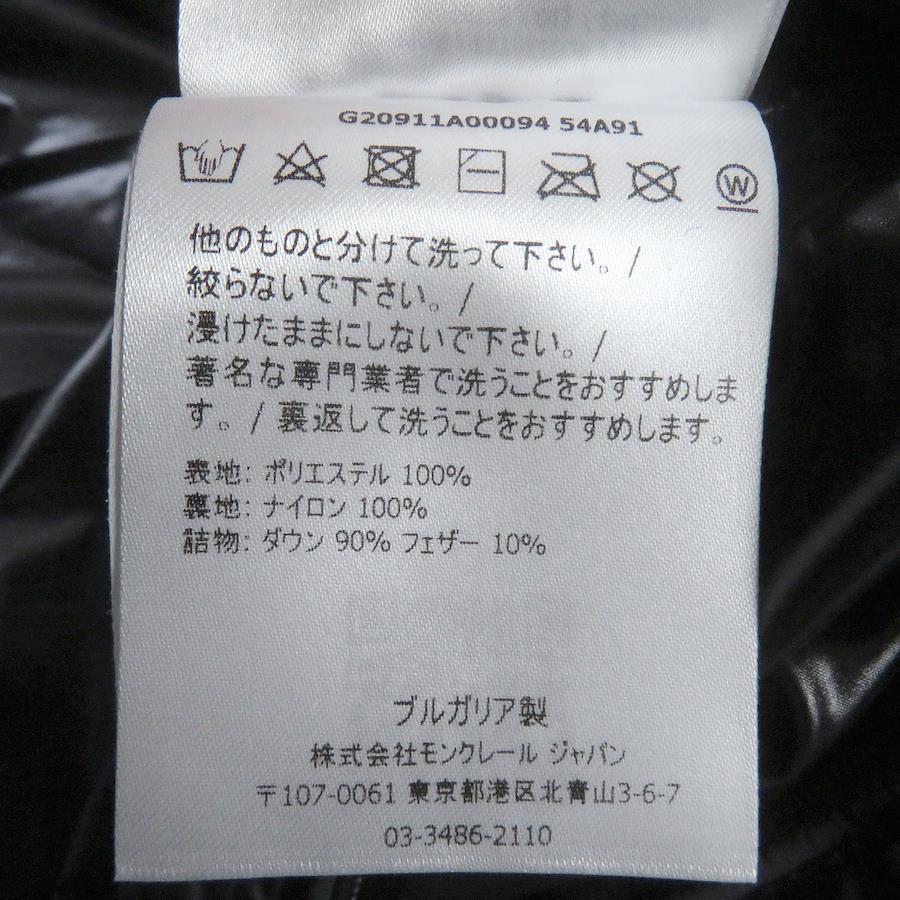 G20911A00094 54A91
W
他のものと分けて洗って下さい。/
絞らないで下さい。/
浸けたままにしないで下さい。/
著名な専門業者で洗うことをおすすめしま
す。/ 裏返して洗うことをおすすめします。
表地: ポリエステル 100%
裏地: ナイロン 100%
詰物: ダウン 90% フェザー 10%
ブルガリア製
株式会社モンクレール ジャパン
〒107-0061 東京都港区北青山3-6-7
03-3486-2110